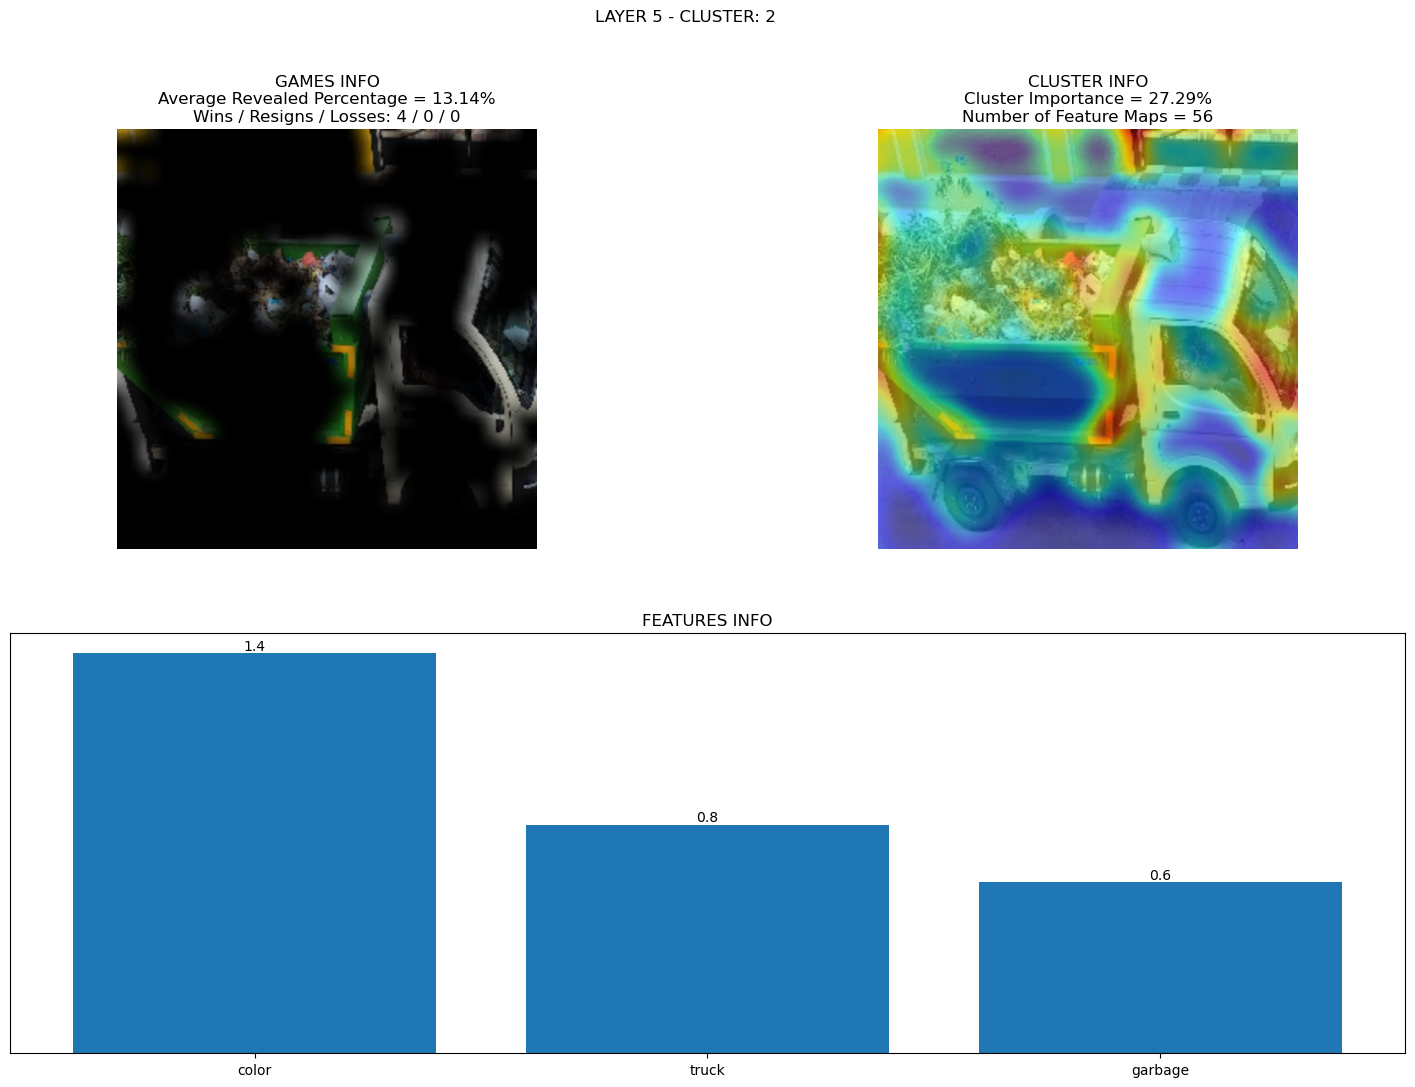 LAYER 5 - CLUSTER: 2
GAMES INFO
Average Revealed Percentage = 13.14%
Wins / Resigns / Losses: 4 / 0 / 0
CLUSTER INFO
Cluster Importance = 27.29%
Number of Feature Maps = 56
FEATURES INFO
1.4
0.8
0.6
color
truck
garbage